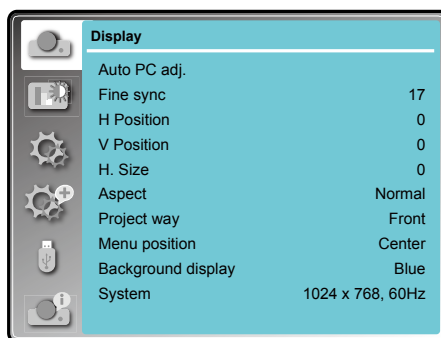 Display
Auto PC adj.
Fine sync 17
H Position 0
V Position 0
H. Size 0
Aspect Normal
Project way Front
Menu position Center
Background display Blue
System 1024 x 768, 60Hz